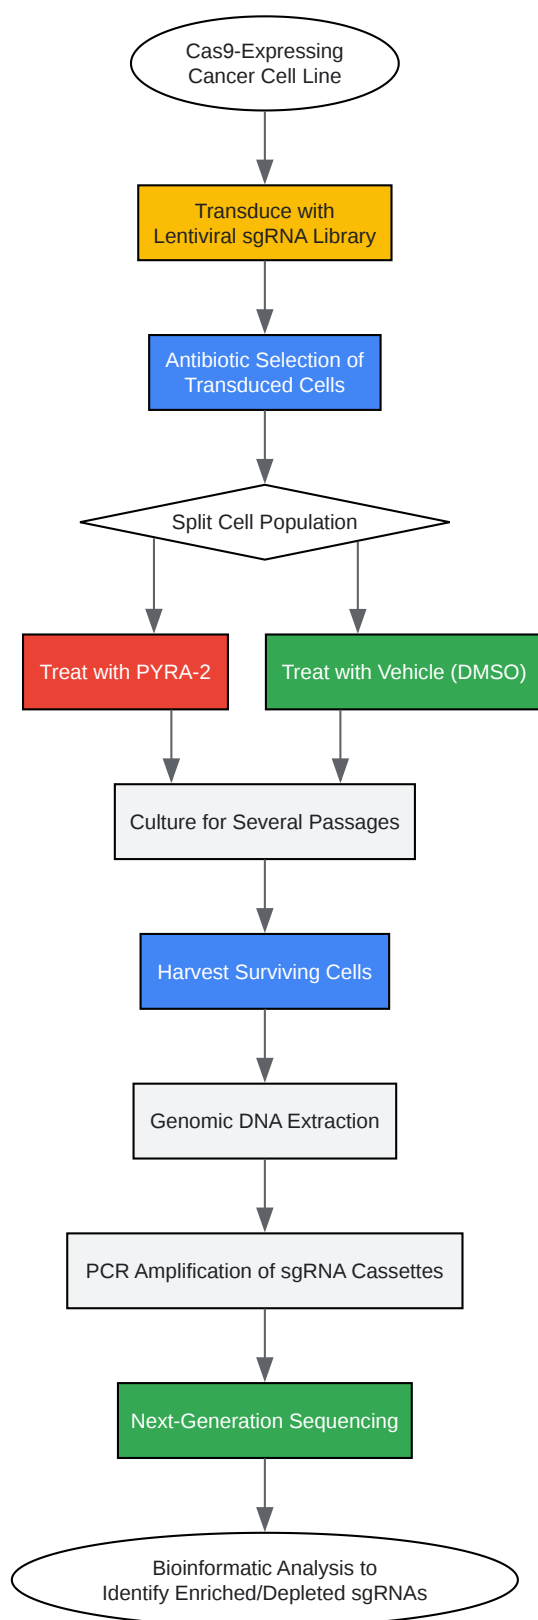 Cas9-Expressing
Cancer Cell Line
Transduce with
Lentiviral sgRNA Library
Antibiotic Selection of
Transduced Cells
Split Cell Population
Treat with PYRA-2
Treat with Vehicle (DMSO)
Culture for Several Passages
Harvest Surviving Cells
Genomic DNA Extraction
PCR Amplification of sgRNA Cassettes
Next-Generation Sequencing
Bioinformatic Analysis to
Identify Enriched/Depleted sgRNAs